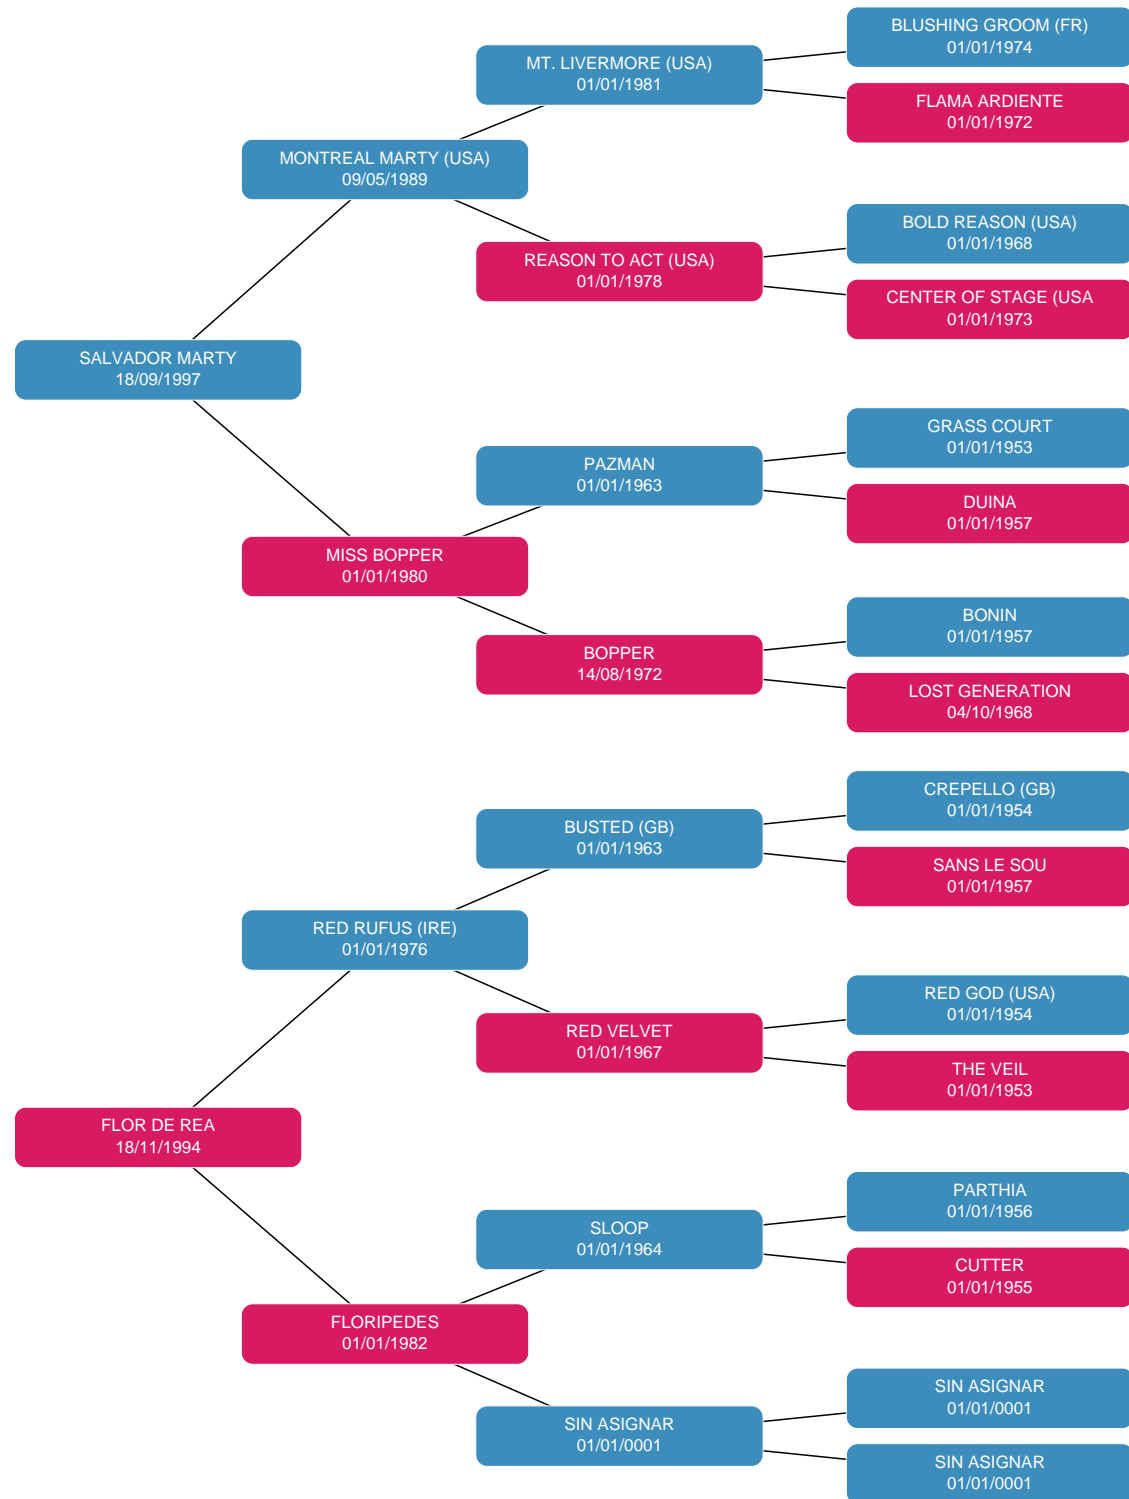 BLUSHING GROOM (FR)
01/01/1974
MT. LIVERMORE (USA)
01/01/1981
FLAMA ARDIENTE
01/01/1972
MONTREAL MARTY (USA)
09/05/1989
BOLD REASON (USA)
01/01/1968
REASON TO ACT (USA)
01/01/1978
CENTER OF STAGE (USA
01/01/1973
SALVADOR MARTY
18/09/1997
GRASS COURT
01/01/1953
PAZMAN
01/01/1963
DUINA
01/01/1957
MISS BOPPER
01/01/1980
BONIN
01/01/1957
BOPPER
14/08/1972
LOST GENERATION
04/10/1968
CREPELLO (GB)
01/01/1954
BUSTED (GB)
01/01/1963
SANS LE SOU
01/01/1957
RED RUFUS (IRE)
01/01/1976
RED GOD (USA)
01/01/1954
RED VELVET
01/01/1967
THE VEIL
01/01/1953
FLOR DE REA
18/11/1994
PARTHIA
01/01/1956
SLOOP
01/01/1964
CUTTER
01/01/1955
FLORIPEDES
01/01/1982
SIN ASIGNAR
01/01/0001
SIN ASIGNAR
01/01/0001
SIN ASIGNAR
01/01/0001